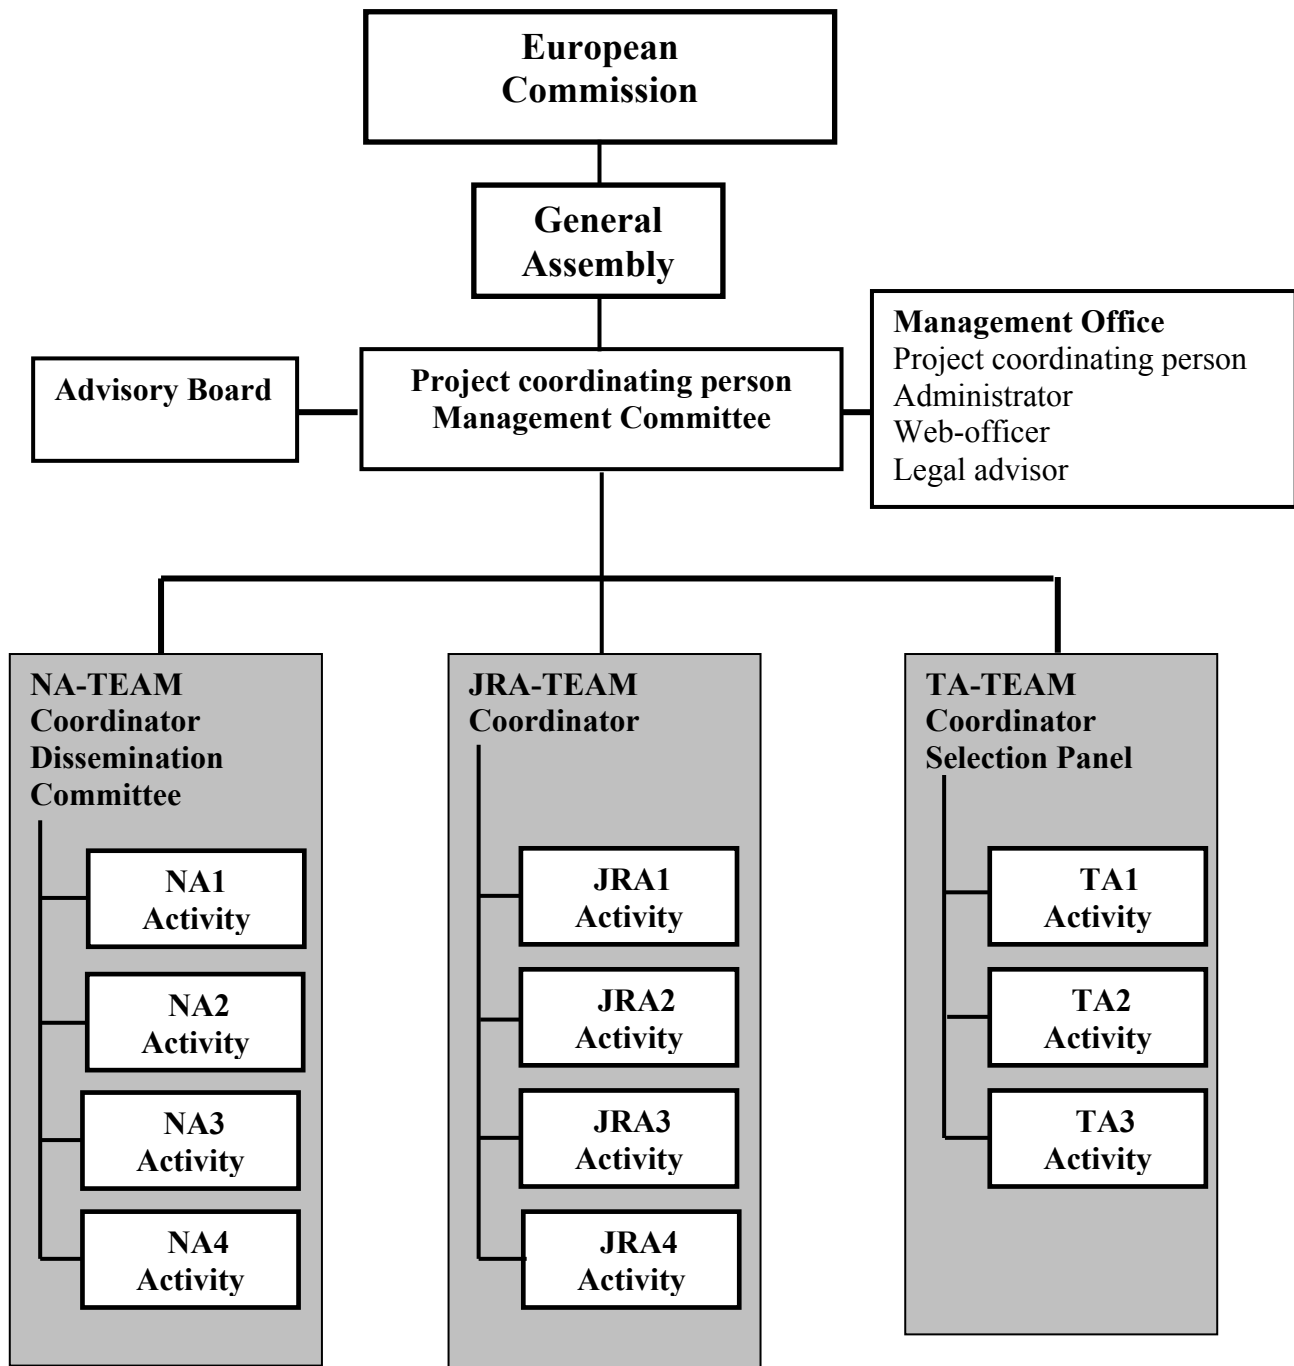 European
Commission
General
Assembly
Advisory Board
Project coordinating person
Management Committee
Management Office
Project coordinating person
Administrator
Web-officer
Legal advisor
NA-TEAM
Coordinator
Dissemination
Committee
NA1
Activity
NA2
Activity
NA3
Activity
NA4
Activity
JRA-TEAM
Coordinator
JRA1
Activity
JRA2
Activity
JRA3
Activity
JRA4
Activity
TA-TEAM
Coordinator
Selection Panel
TA1
Activity
TA2
Activity
TA3
Activity